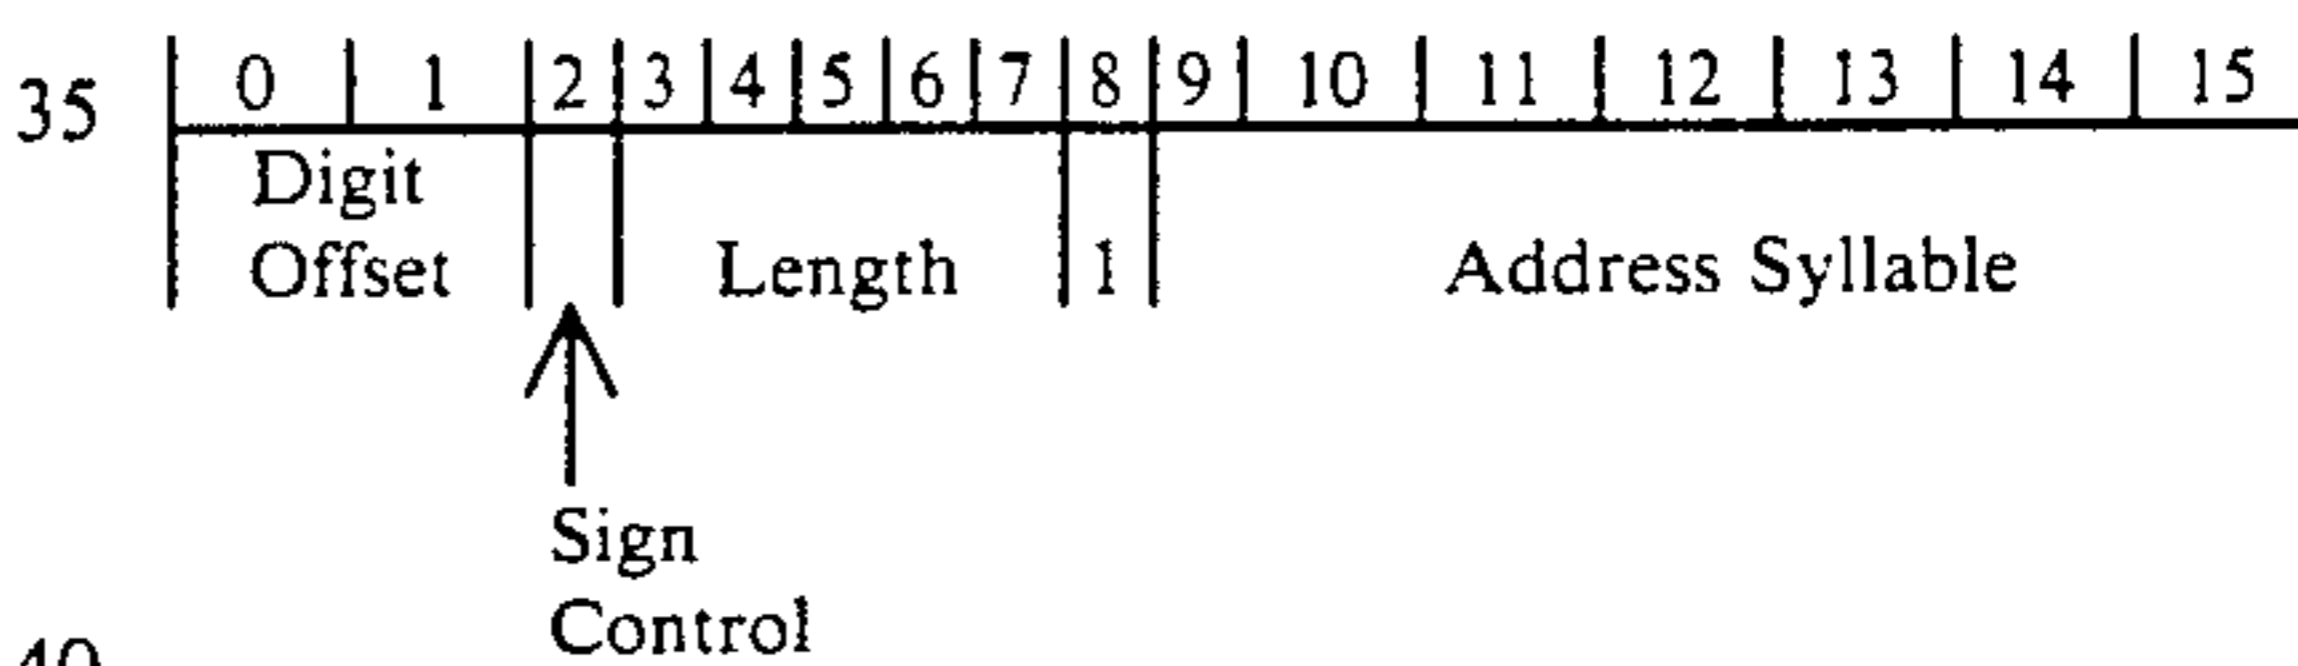 35 0 1 2 3 4 5 6 7 8 9 10 11 12 13 14 15
Digit
Offset Length 1 Address Syllable
Sign
Control
40